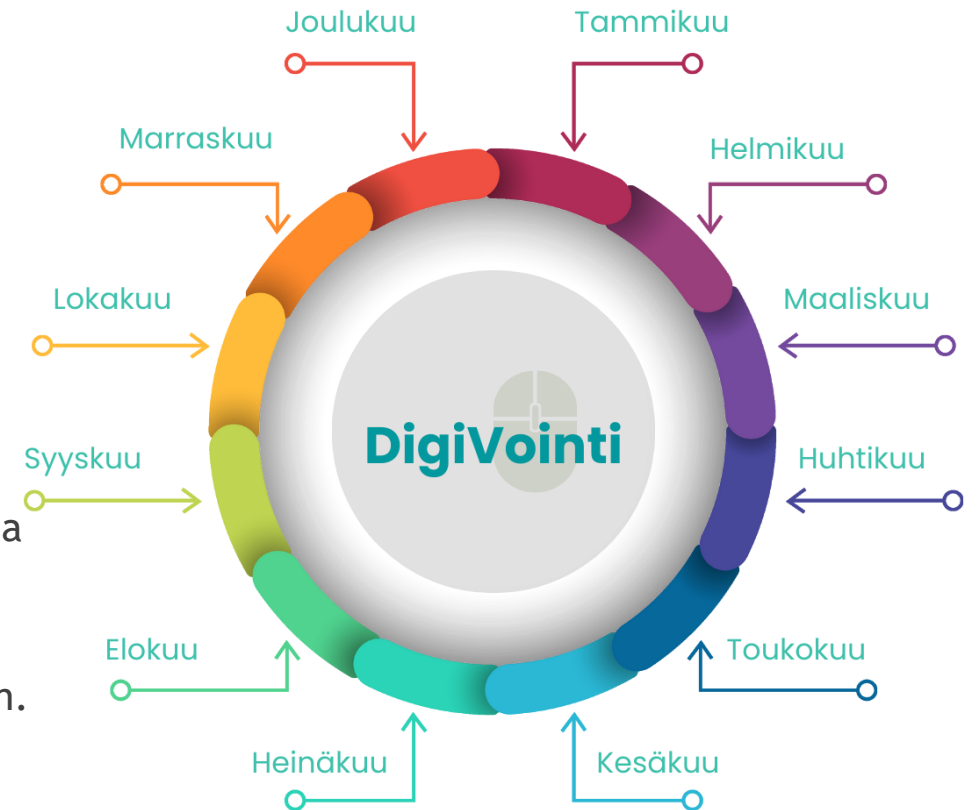 Joulukuu
Tammikuu
Marraskuu
Helmikuu
Lokakuu
Maaliskuu
DigiVointi
Syyskuu
Huhtikuu
a
Elokuu
Toukokuu
n.
Heinäkuu
Kesäkuu